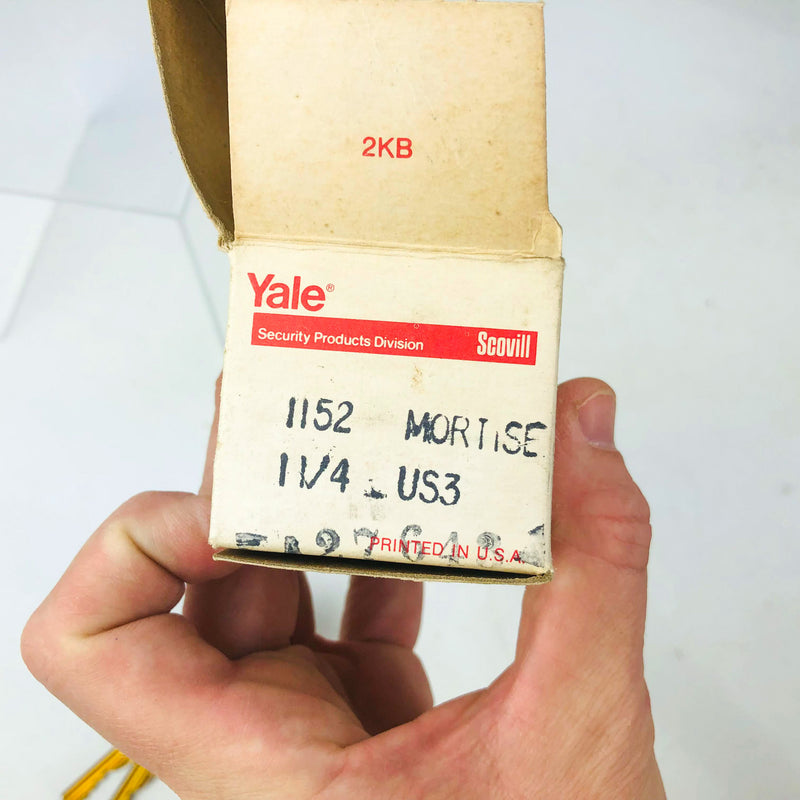 2KB
Yale®
Security Products Division Scovill
1152 MORTISE
1 1/4 US3
PRINTED IN U.S.A.